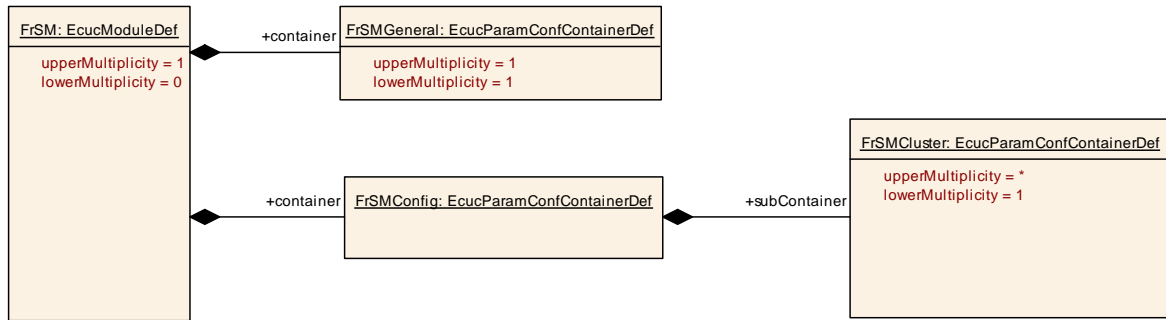 FrSM: EcucModuleDef
upperMultiplicity = 1
lowerMultiplicity = 0
+container
FrSMGeneral: EcucParamConfContainerDef
upperMultiplicity = 1
lowerMultiplicity = 1
+container
FrSMConfig: EcucParamConfContainerDef
+subContainer
FrSMCluster: EcucParamConfContainerDef
upperMultiplicity = *
lowerMultiplicity = 1